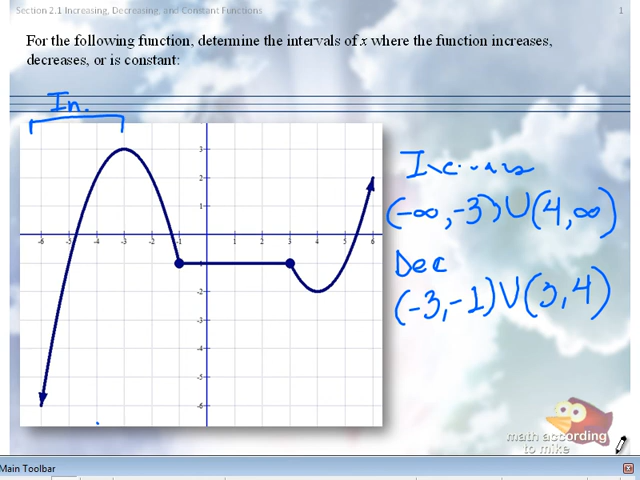 Section 2.1 Increasing, Decreasing, and Constant Functions 1
For the following function, determine the intervals of x where the function increases,
decreases, or is constant:
In.
(-∞,-3)∪(4,∞)
Dec
(-3,-1)∪(3,4)
3
2
1
-6 -5 -4 -3 -2 -1 1 2 3 4 5 6
-1
-2
-3
-4
-5
-6
math according
to mike
Main Toolbar